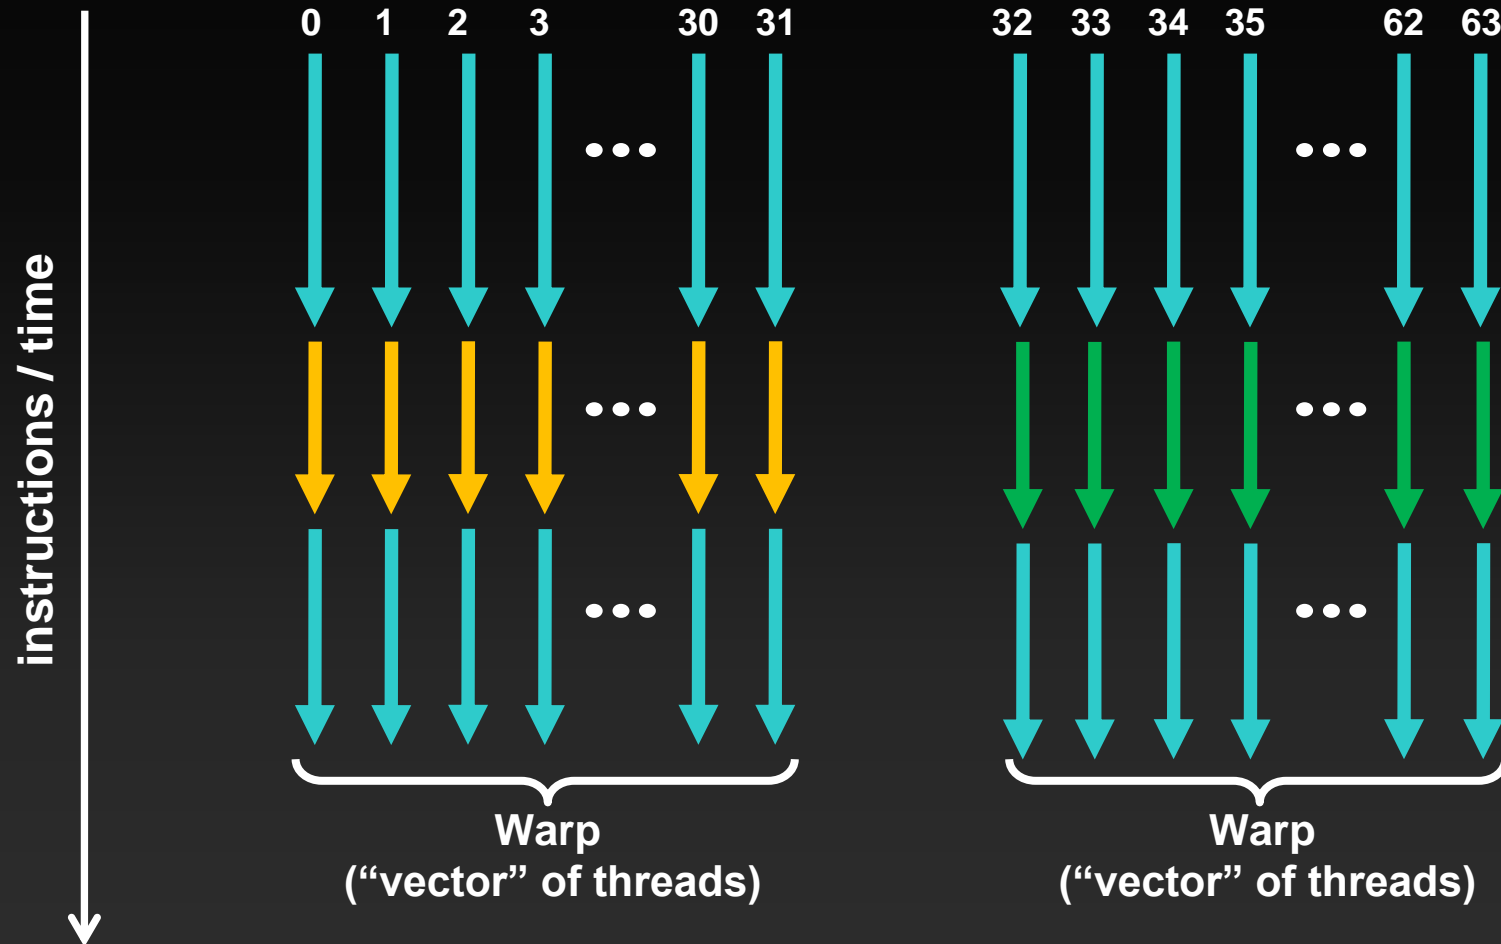 0 1 2 3 30 31 32 33 34 35 62 63
instructions / time
Warp
(“vector” of threads)
Warp
(“vector” of threads)